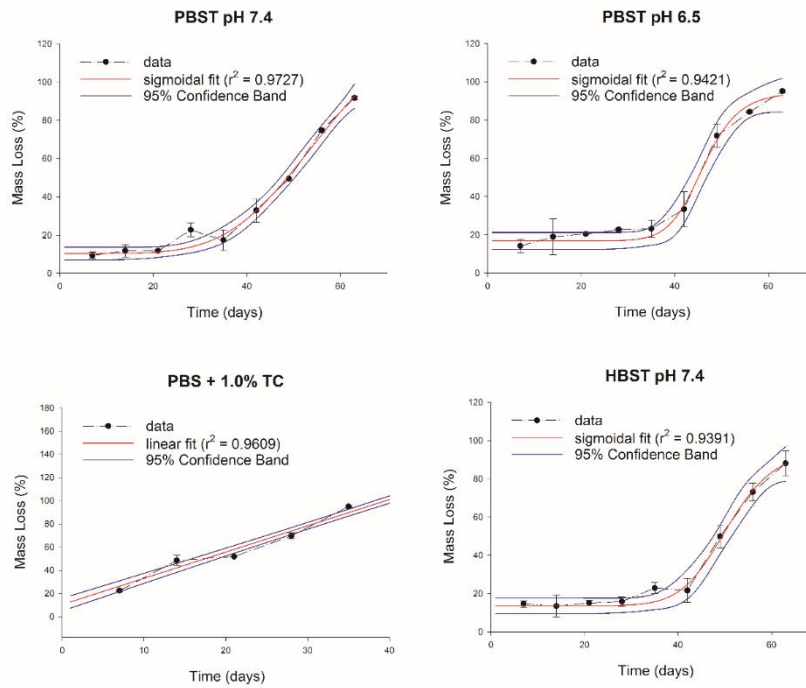 PBST pH 7.4
120
100
80
60
40
20
0
Mass Loss (%)
data
sigmoidal fit (r² = 0.9727)
95% Confidence Band
0 20 40 60
Time (days)
PBST pH 6.5
120
100
80
60
40
20
0
Mass Loss (%)
data
sigmoidal fit (r² = 0.9421)
95% Confidence Band
0 20 40 60
Time (days)
PBS + 1.0% TC
180
160
140
120
100
80
60
40
20
0
Mass Loss (%)
data
linear fit (r² = 0.9609)
95% Confidence Band
0 10 20 30 40
Time (days)
HBST pH 7.4
120
100
80
60
40
20
0
Mass Loss (%)
data
sigmoidal fit (r² = 0.9391)
95% Confidence Band
0 20 40 60
Time (days)